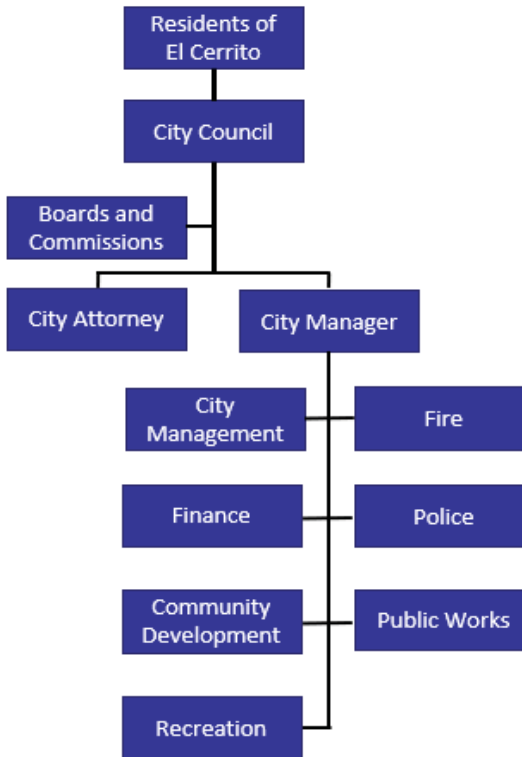 Residents of
El Cerrito
City Council
Boards and
Commissions
City Attorney
City Manager
City
Management
Fire
Finance
Police
Community
Development
Public Works
Recreation